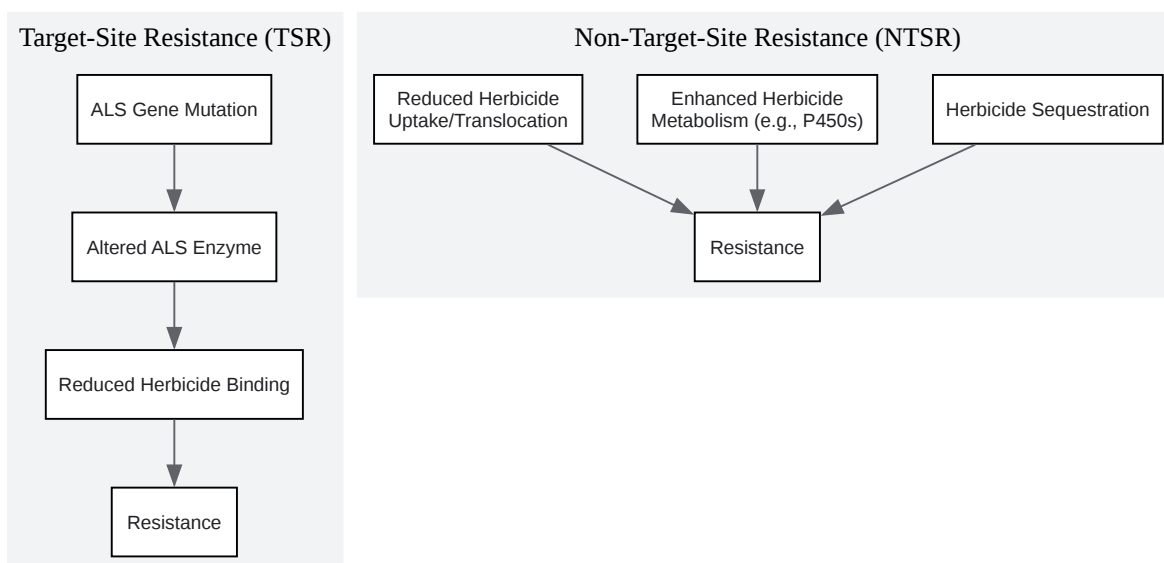 Target-Site Resistance (TSR)
ALS Gene Mutation
Altered ALS Enzyme
Reduced Herbicide Binding
Resistance
Non-Target-Site Resistance (NTSR)
Reduced Herbicide
Uptake/Translocation
Enhanced Herbicide
Metabolism (e.g., P450s)
Herbicide Sequestration
Resistance